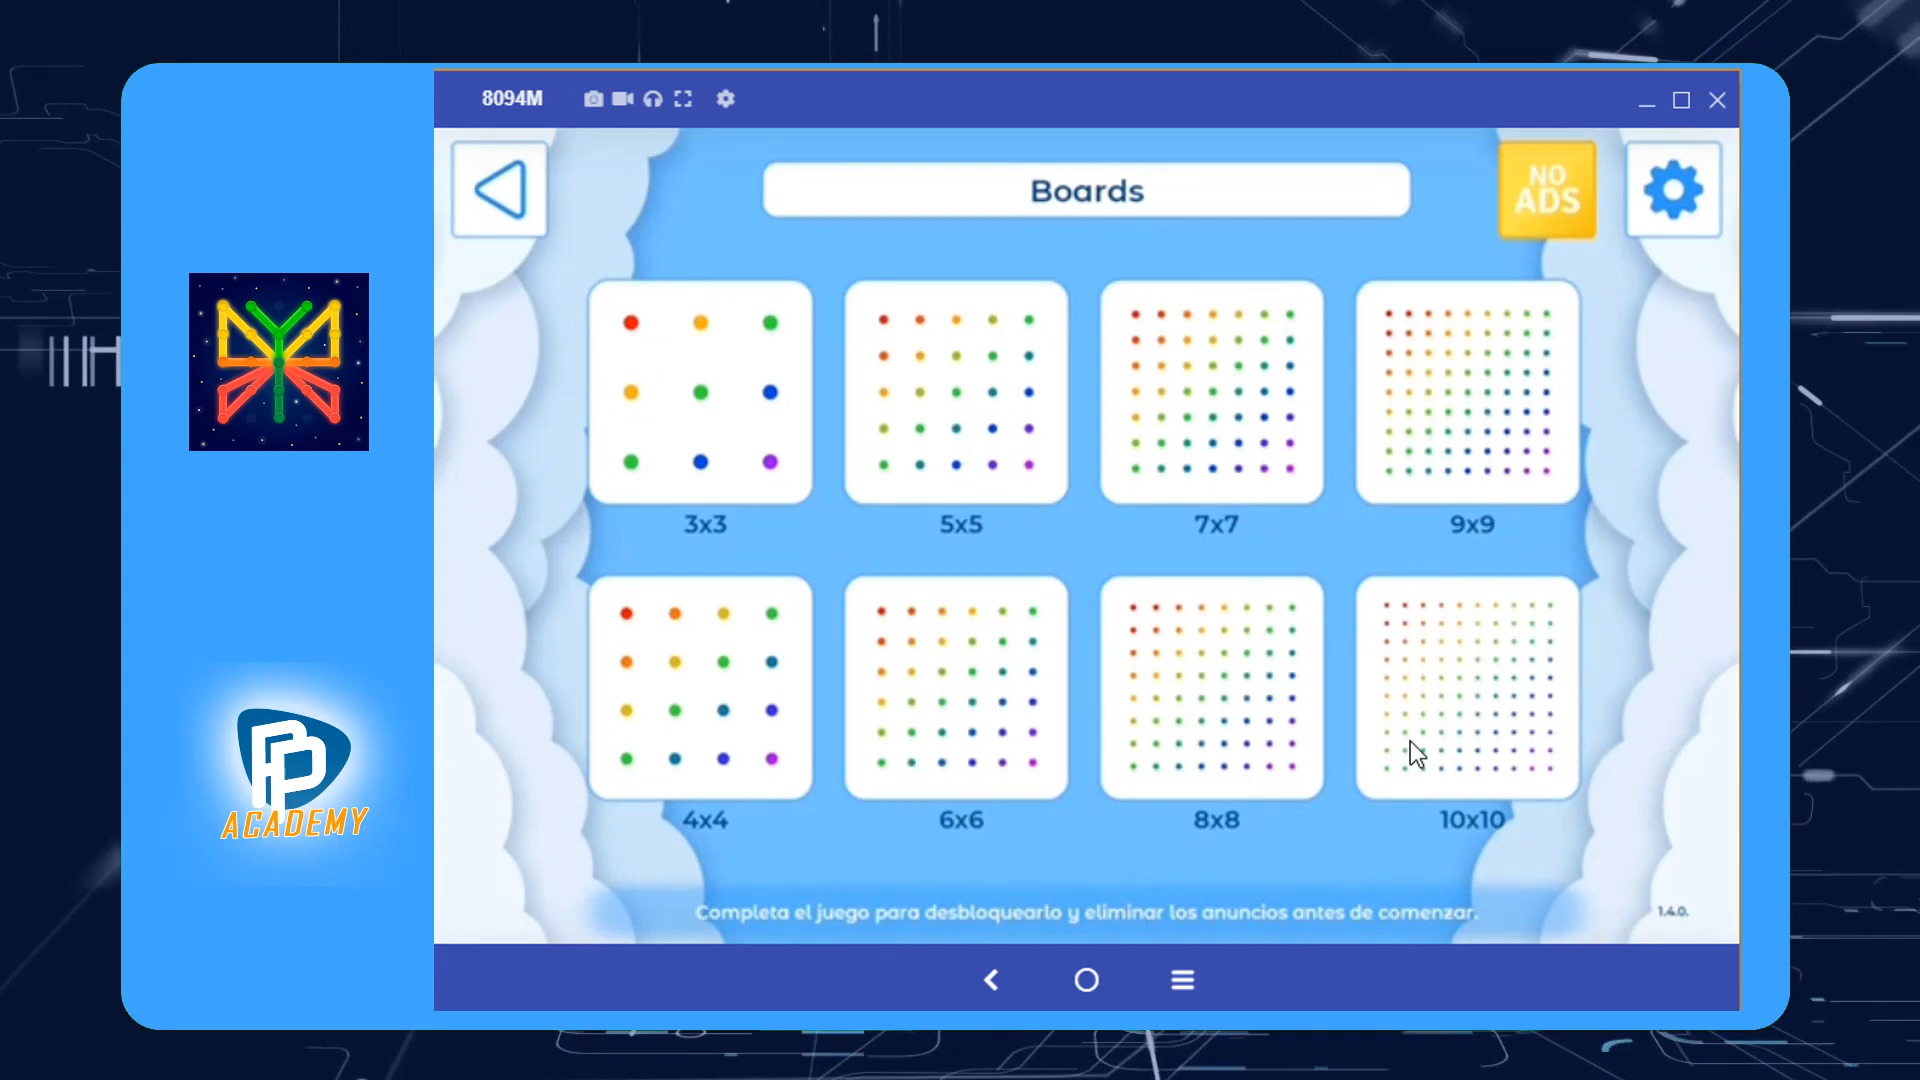 8094M
Boards
NO
ADS
3x3
5x5
7x7
9x9
4x4
6x6
8x8
10x10
PP
ACADEMY
Completa el juego para desbloquearlo y eliminar los anuncios antes de comenzar.
1.4.0.